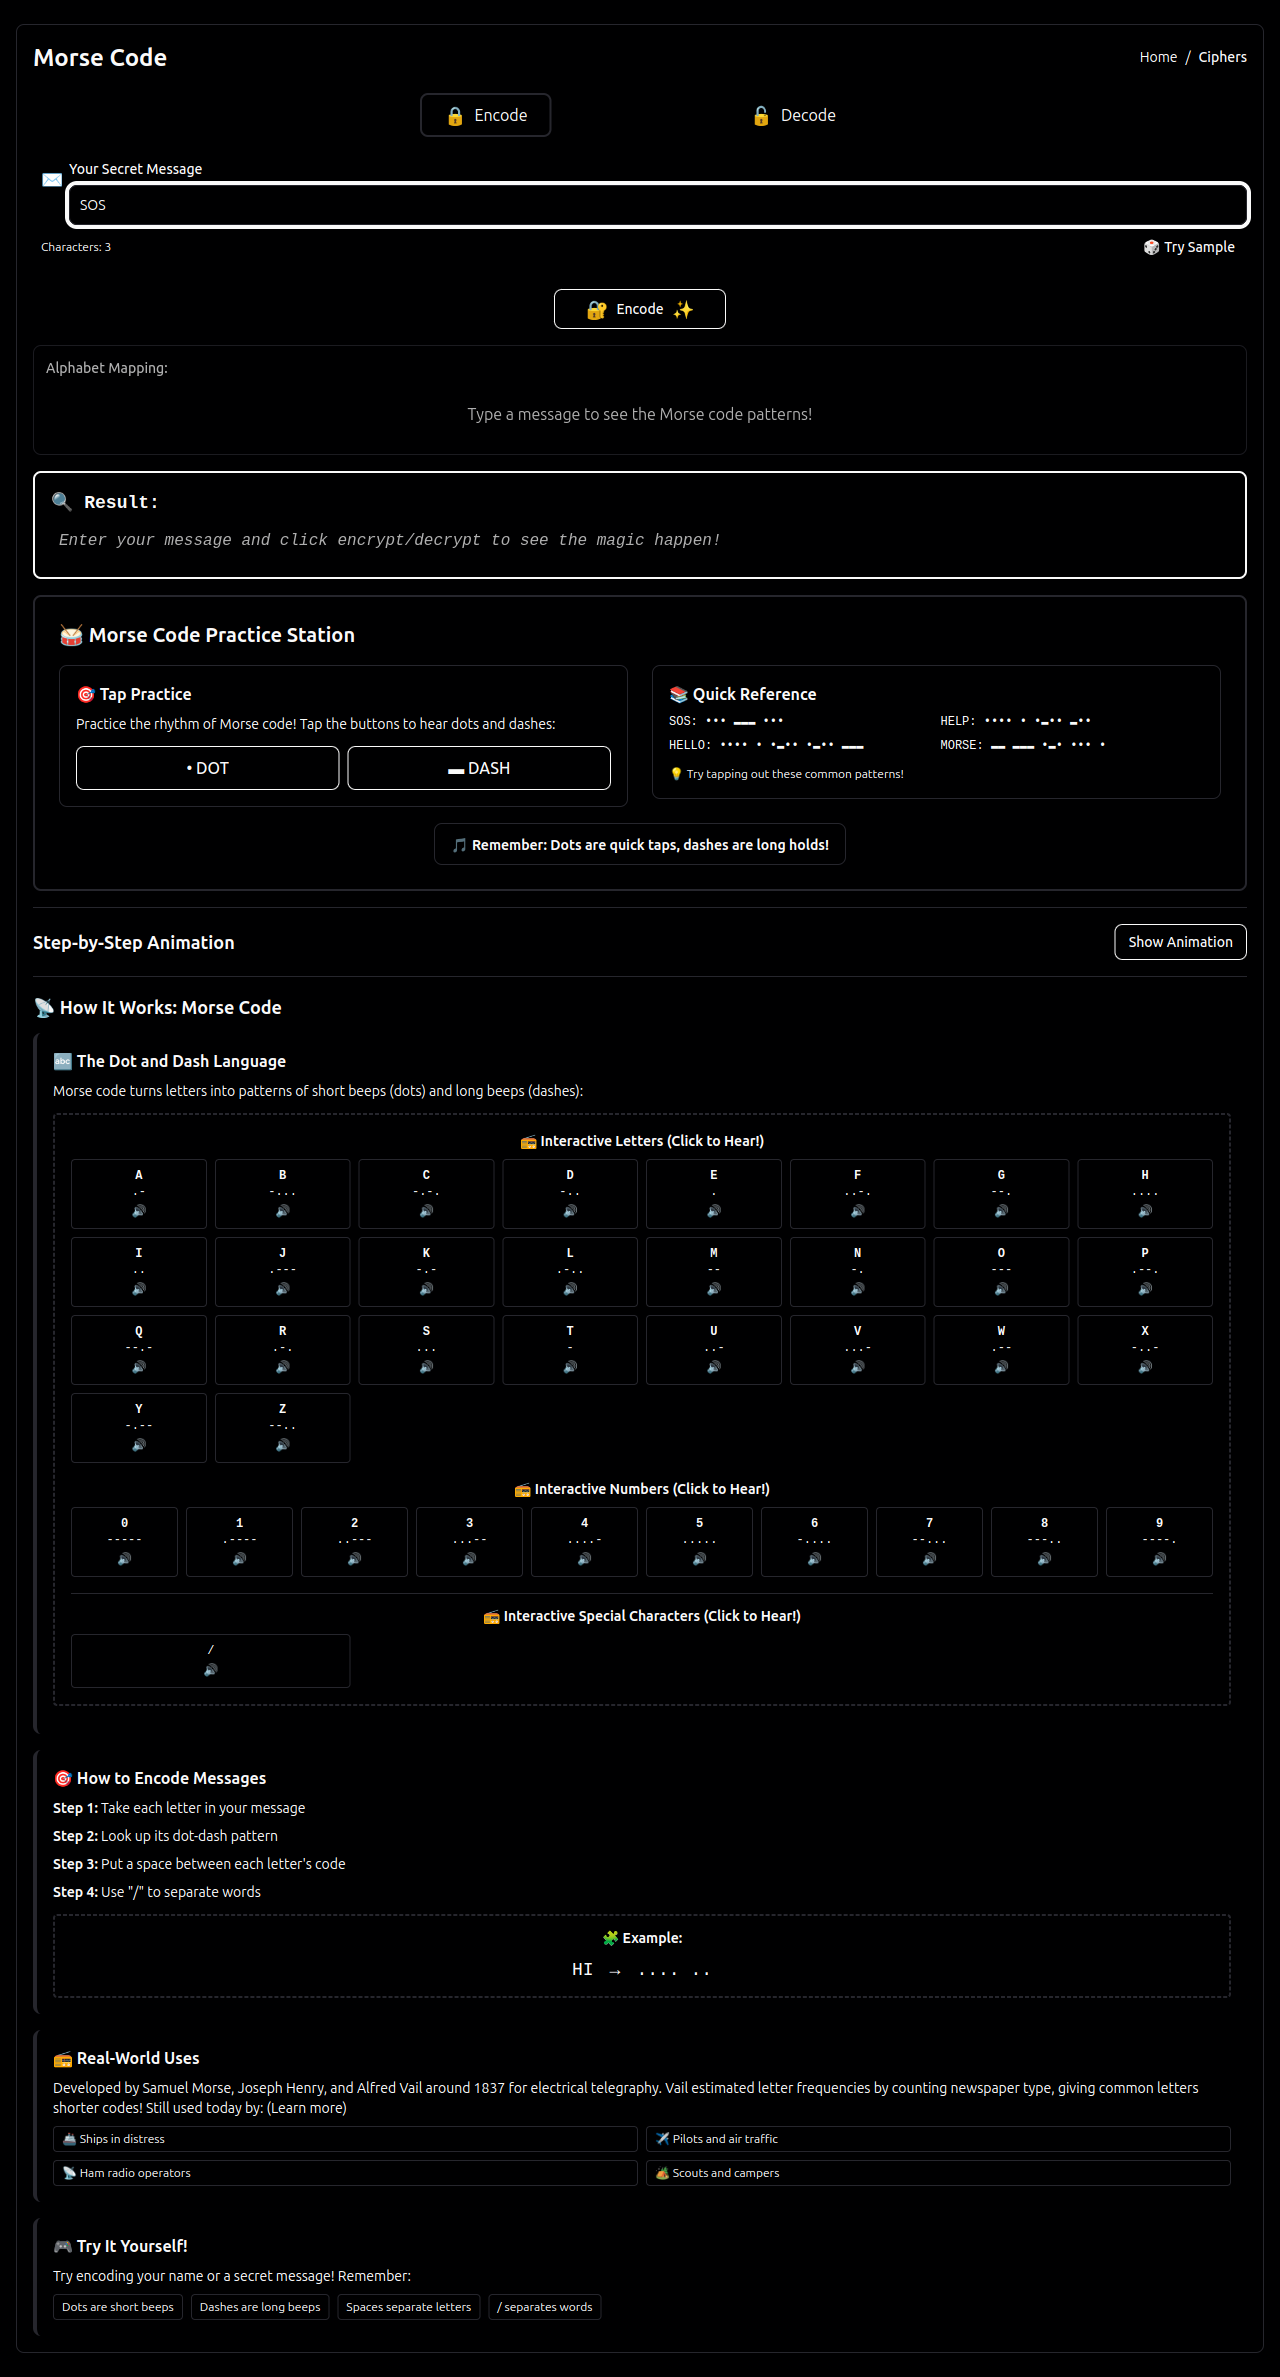 Morse Code
Home / Ciphers
🔒 Encode
🔓 Decode
Your Secret Message
✉️
SOS
Characters: 3
🎲 Try Sample
🔐 Encode ✨
Alphabet Mapping:
Type a message to see the Morse code patterns!
🔍 Result:
Enter your message and click encrypt/decrypt to see the magic happen!
🥁 Morse Code Practice Station
🎯 Tap Practice
Practice the rhythm of Morse code! Tap the buttons to hear dots and dashes:
• DOT
▬ DASH
📚 Quick Reference
SOS: ••• ▬▬▬ •••
HELP: •••• • •▬•• ▬••
HELLO: •••• • •▬•• •▬•• ▬▬▬
MORSE: ▬▬ ▬▬▬ •▬• ••• •
💡 Try tapping out these common patterns!
🎵 Remember: Dots are quick taps, dashes are long holds!
Step-by-Step Animation
Show Animation
📡 How It Works: Morse Code
🔤 The Dot and Dash Language
Morse code turns letters into patterns of short beeps (dots) and long beeps (dashes):
📻 Interactive Letters (Click to Hear!)
A B C D E F G H
.- -... -.-. -.. . ..-. --. ....
🔊 🔊 🔊 🔊 🔊 🔊 🔊 🔊
I J K L M N O P
.. .--- -.- .-.. -- -. --- .--.
🔊 🔊 🔊 🔊 🔊 🔊 🔊 🔊
Q R S T U V W X
--.- .-. ... - ..- ...- .-- -..-
🔊 🔊 🔊 🔊 🔊 🔊 🔊 🔊
Y Z
-.-- --..
🔊 🔊
📻 Interactive Numbers (Click to Hear!)
0 1 2 3 4 5 6 7 8 9
----- .---- ..--- ...-- ....- ..... -.... --... ---.. ----.
🔊 🔊 🔊 🔊 🔊 🔊 🔊 🔊 🔊 🔊
📻 Interactive Special Characters (Click to Hear!)
/
🔊
🎯 How to Encode Messages
Step 1: Take each letter in your message
Step 2: Look up its dot-dash pattern
Step 3: Put a space between each letter's code
Step 4: Use "/" to separate words
🧩 Example:
HI → .... ..
📻 Real-World Uses
Developed by Samuel Morse, Joseph Henry, and Alfred Vail around 1837 for electrical telegraphy. Vail estimated letter frequencies by counting newspaper type, giving common letters
shorter codes! Still used today by: (Learn more)
🚢 Ships in distress
✈️ Pilots and air traffic
📡 Ham radio operators
🏕️ Scouts and campers
🎮 Try It Yourself!
Try encoding your name or a secret message! Remember:
Dots are short beeps
Dashes are long beeps
Spaces separate letters
/ separates words